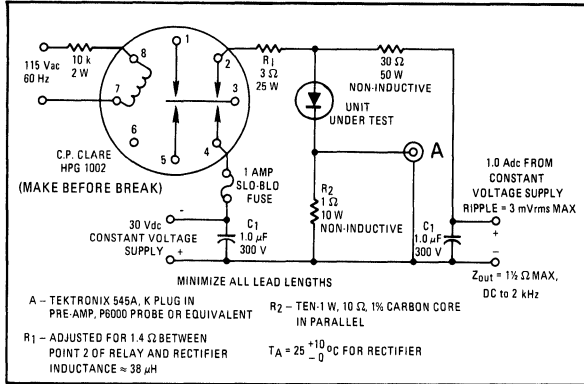 115 Vac
60 Hz
10 k
2 W
8
1
2
7
3
6
5
4
C.P. CLARE
HPG 1002
(MAKE BEFORE BREAK)
R1
3 Ω
25 W
30 Ω
50 W
NON-INDUCTIVE
UNIT
UNDER TEST
A
1 AMP
SLO-BLO
FUSE
R2
1 Ω
10 W
NON-INDUCTIVE
1.0 Adc FROM
CONSTANT
VOLTAGE SUPPLY
RIPPLE = 3 mVrms MAX
30 Vdc
CONSTANT VOLTAGE
SUPPLY
-
+
C1
1.0 μF
300 V
C1
1.0 μF
300 V
+
–
Zout = 1½ Ω MAX,
DC to 2 kHz
MINIMIZE ALL LEAD LENGTHS
A – TEKTRONIX 545A, K PLUG IN
PRE-AMP, P6000 PROBE OR EQUIVALENT
R1 – ADJUSTED FOR 1.4 Ω BETWEEN
POINT 2 OF RELAY AND RECTIFIER
INDUCTANCE ≈ 38 μH
R2 – TEN-1 W, 10 Ω, 1% CARBON CORE
IN PARALLEL
TA = 25 +10 -0 °C FOR RECTIFIER